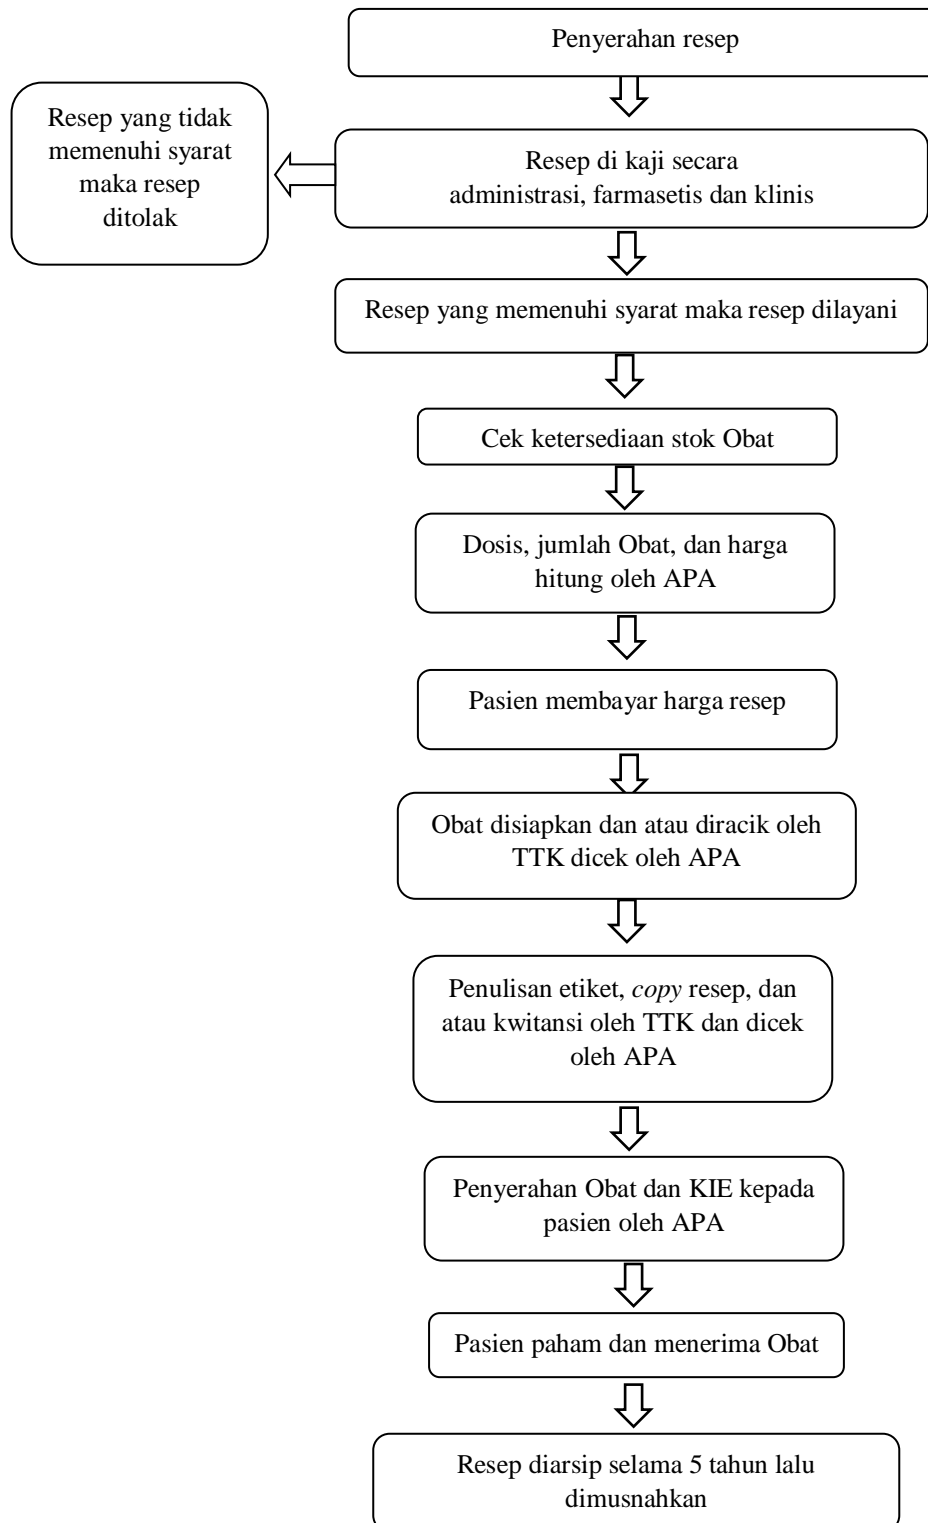 Penyerahan resep
Resep yang tidak
memenuhi syarat
maka resep
ditolak
Resep di kaji secara
administrasi, farmasetis dan klinis
Resep yang memenuhi syarat maka resep dilayani
Cek ketersediaan stok Obat
Dosis, jumlah Obat, dan harga
hitung oleh APA
Pasien membayar harga resep
Obat disiapkan dan atau diracik oleh
TTK dicek oleh APA
Penulisan etiket, copy resep, dan
atau kwitansi oleh TTK dan dicek
oleh APA
Penyerahan Obat dan KIE kepada
pasien oleh APA
Pasien paham dan menerima Obat
Resep diarsip selama 5 tahun lalu
dimusnahkan